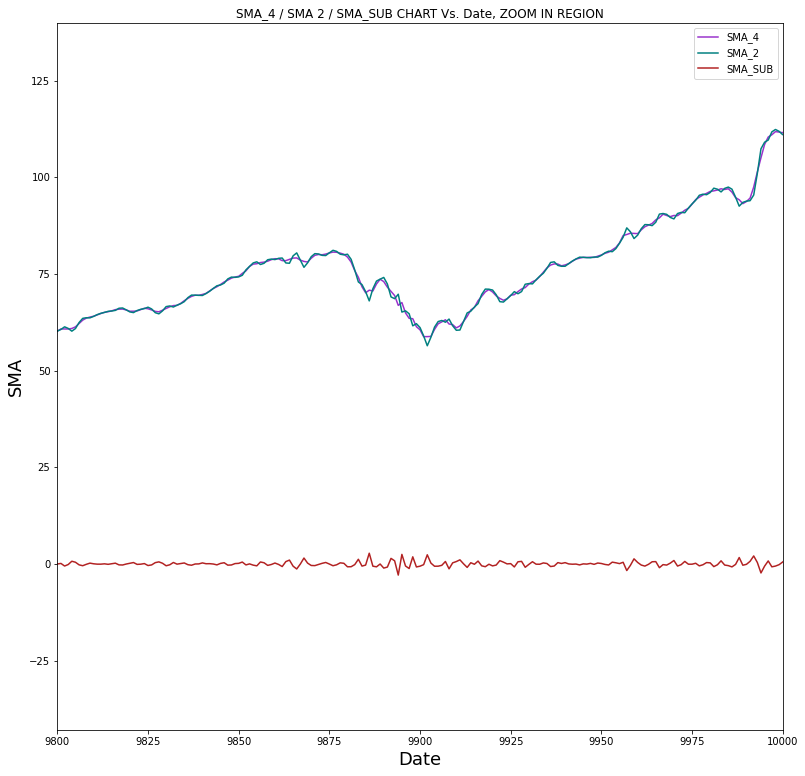 SMA_4 / SMA 2 / SMA_SUB CHART Vs. Date, ZOOM IN REGION
SMA_4
SMA_2
SMA_SUB
125
100
75
50
25
0
−25
SMA
9800 9825 9850 9875 9900 9925 9950 9975 10000
Date